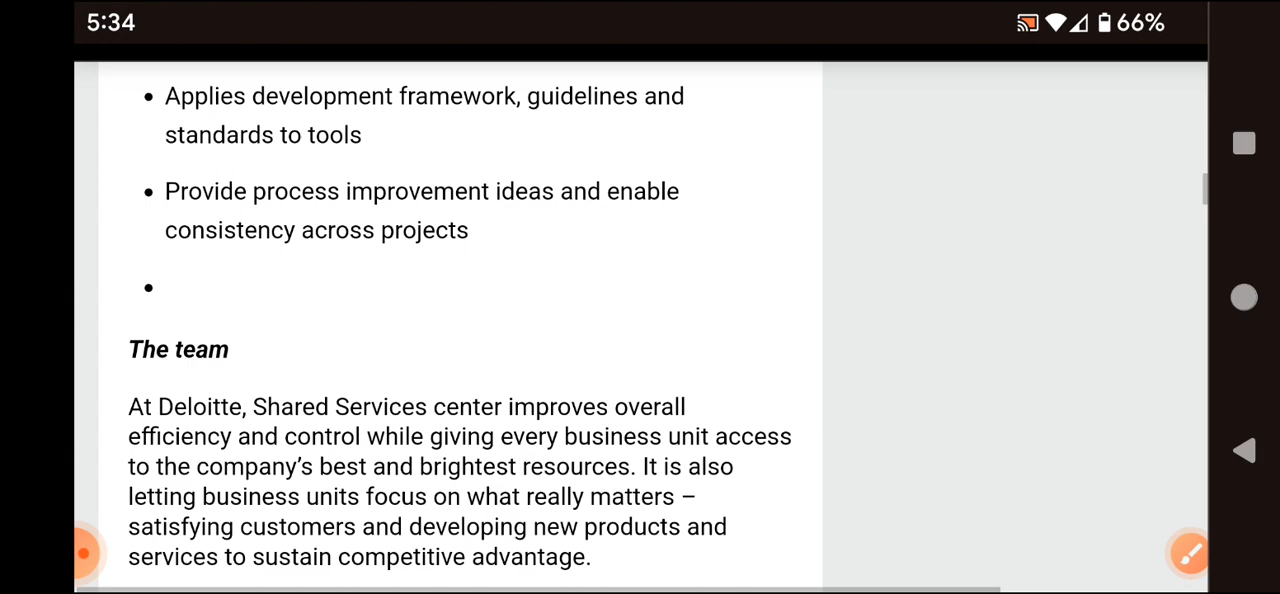 5:34
66%
• Applies development framework, guidelines and
standards to tools
• Provide process improvement ideas and enable
consistency across projects
•
The team
At Deloitte, Shared Services center improves overall
efficiency and control while giving every business unit access
to the company’s best and brightest resources. It is also
letting business units focus on what really matters –
satisfying customers and developing new products and
services to sustain competitive advantage.